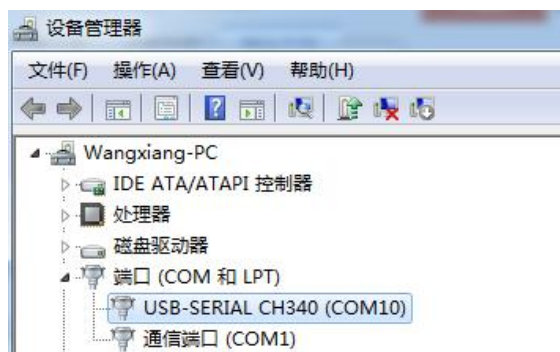 设备管理器
文件(F) 操作(A) 查看(V) 帮助(H)
Wangxiang-PC
IDE ATA/ATAPI 控制器
处理器
磁盘驱动器
端口 (COM 和 LPT)
USB-SERIAL CH340 (COM10)
通信端口 (COM1)